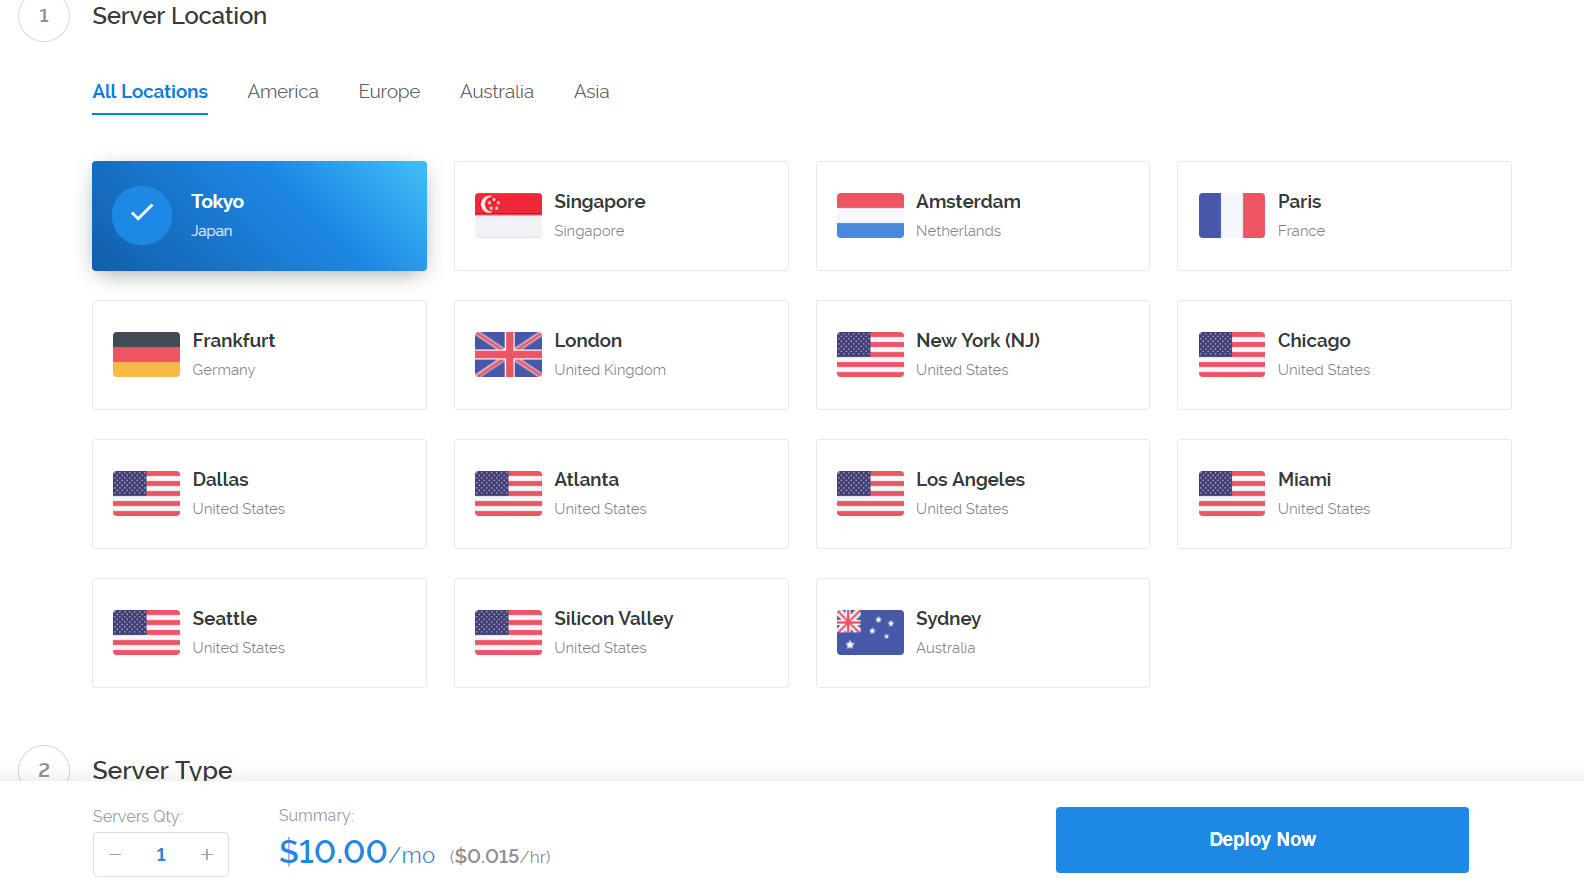 1
Server Location
All Locations America Europe Australia Asia
Tokyo
Japan
Singapore
Singapore
Amsterdam
Netherlands
Paris
France
Frankfurt
Germany
London
United Kingdom
New York (NJ)
United States
Chicago
United States
Dallas
United States
Atlanta
United States
Los Angeles
United States
Miami
United States
Seattle
United States
Silicon Valley
United States
Sydney
Australia
2
Server Type
Servers Qty:
− 1 +
Summary:
$10.00/mo ($0.015/hr)
Deploy Now